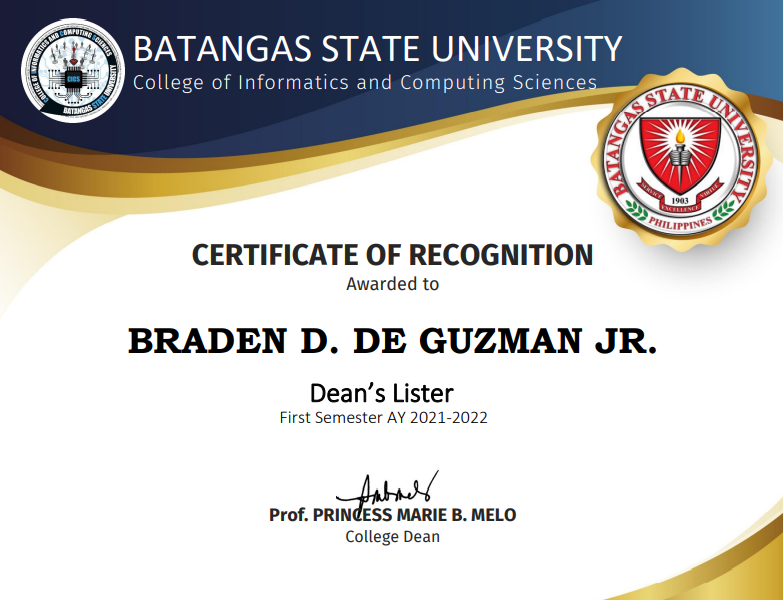 BATANGAS STATE UNIVERSITY
College of Informatics and Computing Sciences
COLLEGE OF INFORMATICS AND COMPUTING SCIENCES
CICS
BATANGAS STATE UNIVERSITY
BATANGAS STATE UNIVERSITY
SERVICE EXCELLENCE VIRTUE
1903
PHILIPPINES
CERTIFICATE OF RECOGNITION
Awarded to
BRADEN D. DE GUZMAN JR.
Dean's Lister
First Semester AY 2021-2022
Prof. PRINCESS MARIE B. MELO
College Dean